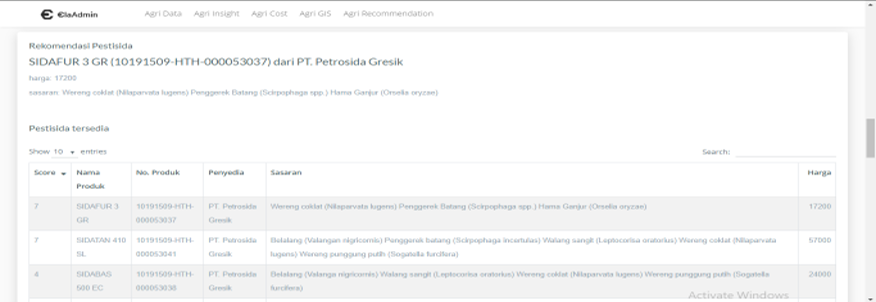 ElaAdmin Agri Data Agri Insight Agri Cost Agri GIS Agri Recommendation
Rekomendasi Pestisida
SIDAFUR 3 GR (10191509-HTH-000053037) dari PT. Petrosida Gresik
harga: 17200
sasaran: Wereng coklat (Nilaparvata lugens) Penggerek Batang (Scirpophaga spp.) Hama Ganjur (Orselia oryzae)
Pestisida tersedia
Show 10 entries Search:
Score Nama Produk No. Produk Penyedia Sasaran Harga
7 SIDAFUR 3 GR 10191509-HTH-000053037 PT. Petrosida Gresik Wereng coklat (Nilaparvata lugens) Penggerek Batang (Scirpophaga spp.) Hama Ganjur (Orselia oryzae) 17200
7 SIDATAN 410 SL 10191509-HTH-000053041 PT. Petrosida Gresik Belalang (Valangan nigricornis) Penggerek batang (Scirpophaga incertulas) Walang sangit (Leptocorisa oratorius) Wereng coklat (Nilaparvata lugens) Wereng punggung putih (Sogatella furcifera) 57000
4 SIDABAS 500 EC 10191509-HTH-000053036 PT. Petrosida Gresik Belalang (Valanga nigricornis) Walang sangit (Leptocorisa oratorius) Wereng coklat (Nilaparvata lugens) Wereng punggung putih (Sogatella furcifera) 24000
Activate Windows